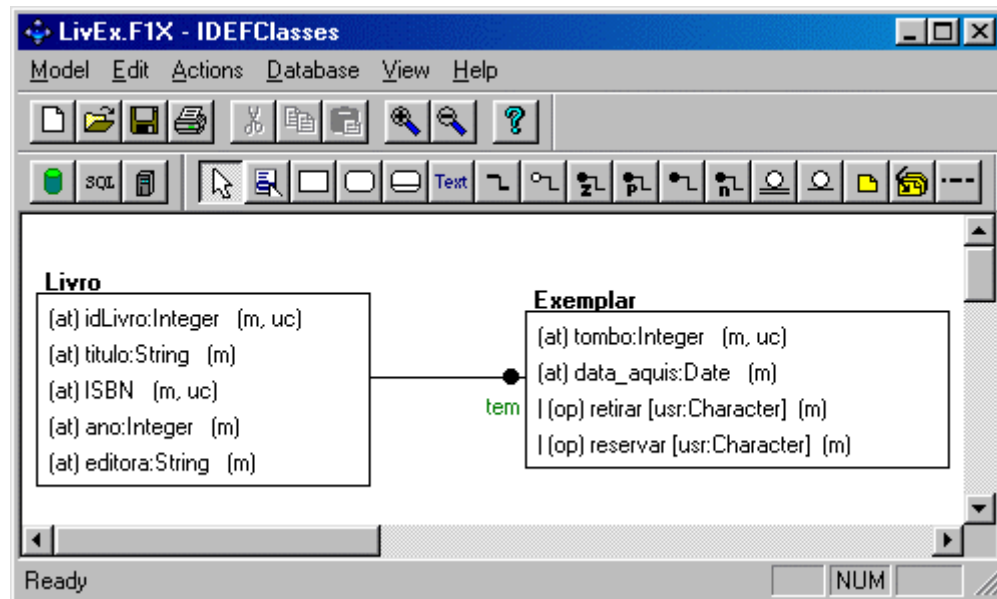 LivEx.F1X - IDEFClasses
Model Edit Actions Database View Help
SQL Text z P n
Livro
(at) idLivro:Integer (m, uc)
(at) titulo:String (m)
(at) ISBN (m, uc)
(at) ano:Integer (m)
(at) editora:String (m)
tem
Exemplar
(at) tombo:Integer (m, uc)
(at) data_aquis:Date (m)
| (op) retirar [usr:Character] (m)
| (op) reservar [usr:Character] (m)
Ready NUM